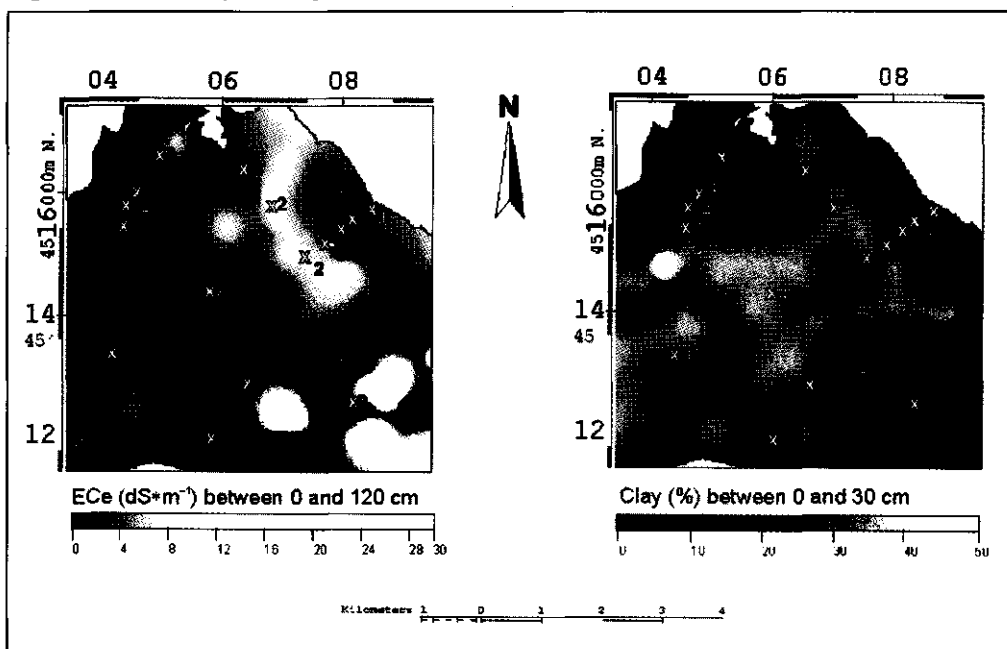 04 06 08
N
04 06 08
4516000m N.
14
45
12
4516000m N.
14
45
12
x2
x2
ECe (dS*m⁻¹) between 0 and 120 cm
0 4 8 12 16 20 24 28 30
Clay (%) between 0 and 30 cm
0 10 20 30 40 50
Kilometers 1 0 1 2 3 4